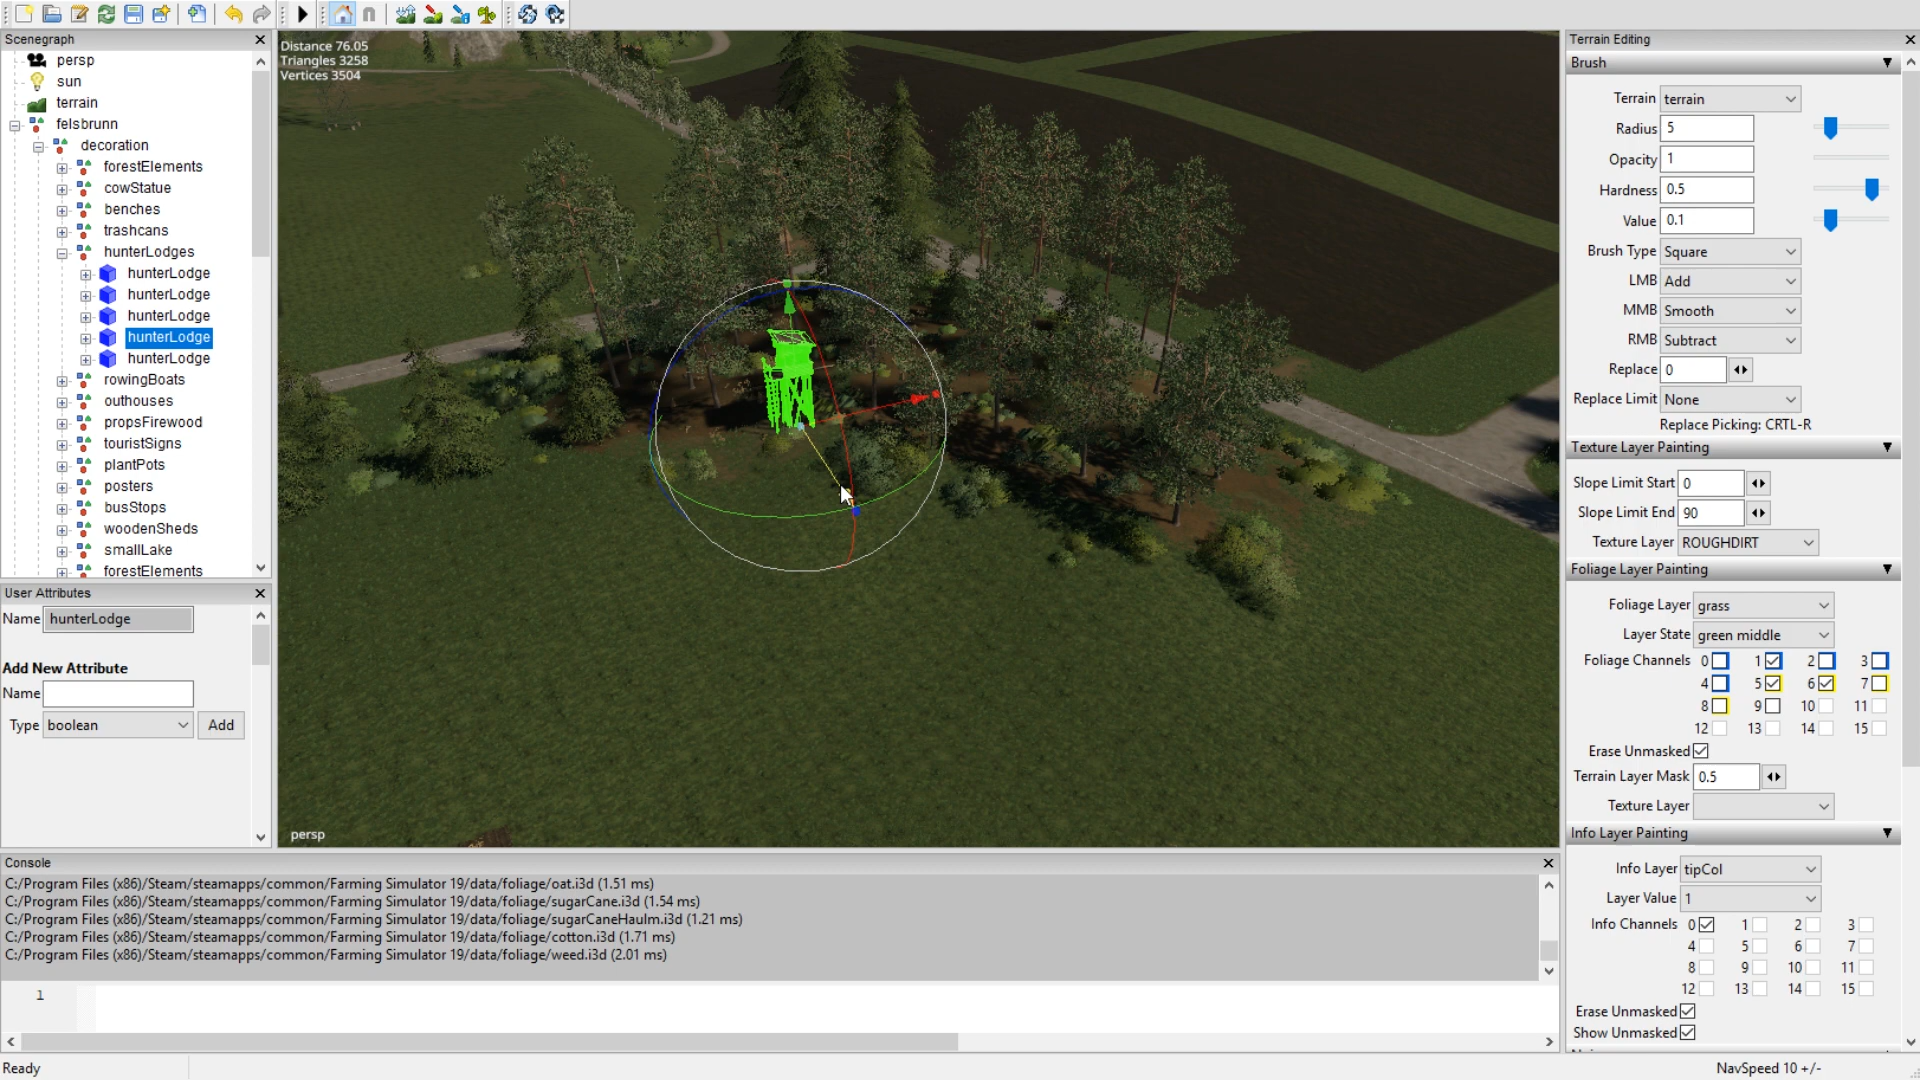 Scenegraph
persp
sun
terrain
felsbrunn
decoration
forestElements
cowStatue
benches
trashcans
hunterLodges
hunterLodge
hunterLodge
hunterLodge
hunterLodge
hunterLodge
rowingBoats
outhouses
propsFirewood
touristSigns
plantPots
posters
busStops
woodenSheds
smallLake
forestElements
User Attributes
Name hunterLodge
Add New Attribute
Name
Type boolean Add
Distance 76.05
Triangles 3258
Vertices 3504
persp
Console
C:/Program Files (x86)/Steam/steamapps/common/Farming Simulator 19/data/foliage/oat.i3d (1.51 ms)
C:/Program Files (x86)/Steam/steamapps/common/Farming Simulator 19/data/foliage/sugarCane.i3d (1.54 ms)
C:/Program Files (x86)/Steam/steamapps/common/Farming Simulator 19/data/foliage/sugarCaneHaulm.i3d (1.21 ms)
C:/Program Files (x86)/Steam/steamapps/common/Farming Simulator 19/data/foliage/cotton.i3d (1.71 ms)
C:/Program Files (x86)/Steam/steamapps/common/Farming Simulator 19/data/foliage/weed.i3d (2.01 ms)
1
Ready
Terrain Editing
Brush
Terrain terrain
Radius 5
Opacity 1
Hardness 0.5
Value 0.1
Brush Type Square
LMB Add
MMB Smooth
RMB Subtract
Replace 0
Replace Limit None
Replace Picking: CRTL-R
Texture Layer Painting
Slope Limit Start 0
Slope Limit End 90
Texture Layer ROUGHDIRT
Foliage Layer Painting
Foliage Layer grass
Layer State green middle
Foliage Channels 0 1 2 3
4 5 6 7
8 9 10 11
12 13 14 15
Erase Unmasked
Terrain Layer Mask 0.5
Texture Layer
Info Layer Painting
Info Layer tipCol
Layer Value 1
Info Channels 0 1 2 3
4 5 6 7
8 9 10 11
12 13 14 15
Erase Unmasked
Show Unmasked
NavSpeed 10 +/-